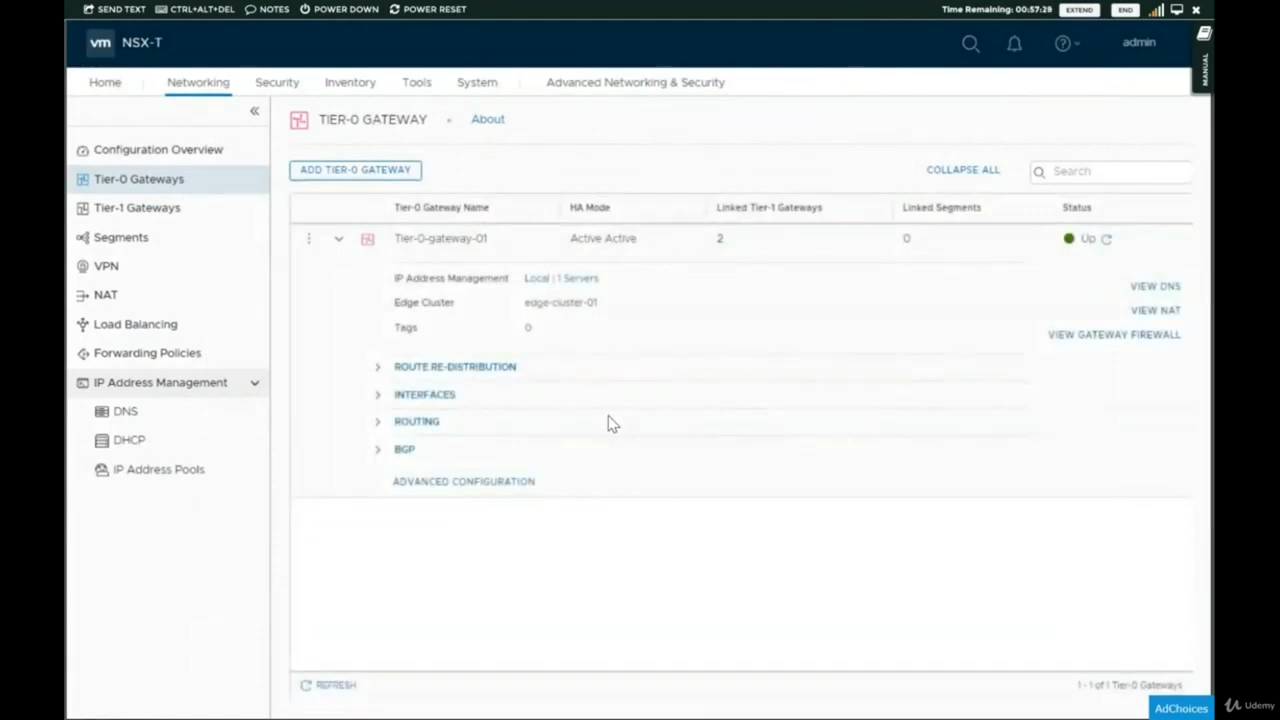 SEND TEXT CTRL+ALT+DEL NOTES POWER DOWN POWER RESET Time Remaining: 00:57:29 EXTEND END
vm NSX-T admin
MANUAL
Home Networking Security Inventory Tools System Advanced Networking & Security
TIER-0 GATEWAY About
Configuration Overview
Tier-0 Gateways
Tier-1 Gateways
Segments
VPN
NAT
Load Balancing
Forwarding Policies
IP Address Management
DNS
DHCP
IP Address Pools
ADD TIER-0 GATEWAY COLLAPSE ALL Search
Tier-0 Gateway Name HA Mode Linked Tier-1 Gateways Linked Segments Status
Tier-0-gateway-01 Active Active 2 0 Up
IP Address Management Local | 1 Servers
Edge Cluster edge-cluster-01
Tags 0
VIEW DNS
VIEW NAT
VIEW GATEWAY FIREWALL
ROUTE RE-DISTRIBUTION
INTERFACES
ROUTING
BGP
ADVANCED CONFIGURATION
REFRESH 1 - 1 of 1 Tier-0 Gateways
AdChoices Udemy